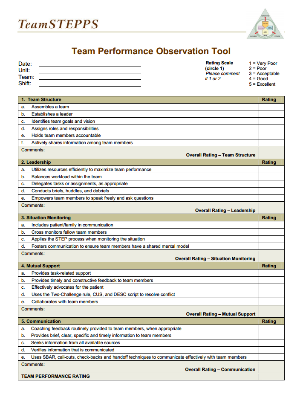 TeamSTEPPS
Team Performance Observation Tool
Date:
Unit:
Team:
Shift:
Rating Scale
(circle 1)
Please comment
if 1 or 2
1 = Very Poor
2 = Poor
3 = Acceptable
4 = Good
5 = Excellent
1. Team Structure Rating
a. Assembles a team
b. Establishes a leader
c. Identifies team goals and vision
d. Assigns roles and responsibilities
e. Holds team members accountable
f. Actively shares information among team members
Comments:
Overall Rating – Team Structure
2. Leadership Rating
a. Utilizes resources efficiently to maximize team performance
b. Balances workload within the team
c. Delegates tasks or assignments, as appropriate
d. Conducts briefs, huddles, and debriefs
e. Empowers team members to speak freely and ask questions
Comments:
Overall Rating – Leadership
3. Situation Monitoring Rating
a. Includes patient/family in communication
b. Cross monitors fellow team members
c. Applies the STEP process when monitoring the situation
d. Fosters communication to ensure team members have a shared mental model
Comments:
Overall Rating – Situation Monitoring
4. Mutual Support Rating
a. Provides task-related support
b. Provides timely and constructive feedback to team members
c. Effectively advocates for the patient
d. Uses the Two-Challenge rule, CUS, and DESC script to resolve conflict
e. Collaborates with team members
Comments:
Overall Rating – Mutual Support
5. Communication Rating
a. Coaching feedback routinely provided to team members, when appropriate
b. Provides brief, clear, specific and timely information to team members
c. Seeks information from all available sources
d. Verifies information that is communicated
e. Uses SBAR, call-outs, check-backs and handoff techniques to communicate effectively with team members
Comments:
Overall Rating – Communication
TEAM PERFORMANCE RATING